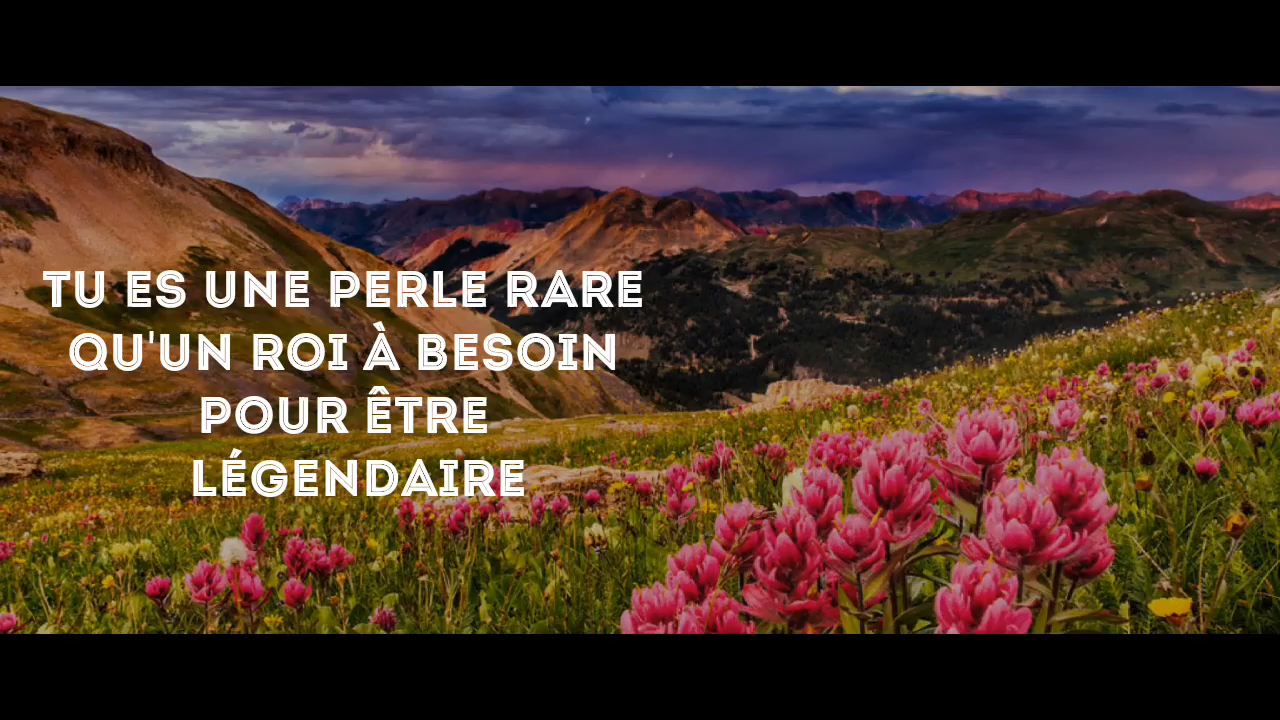 TU ES UNE PERLE RARE
QU'UN ROI À BESOIN
POUR ÊTRE
LÉGENDAIRE